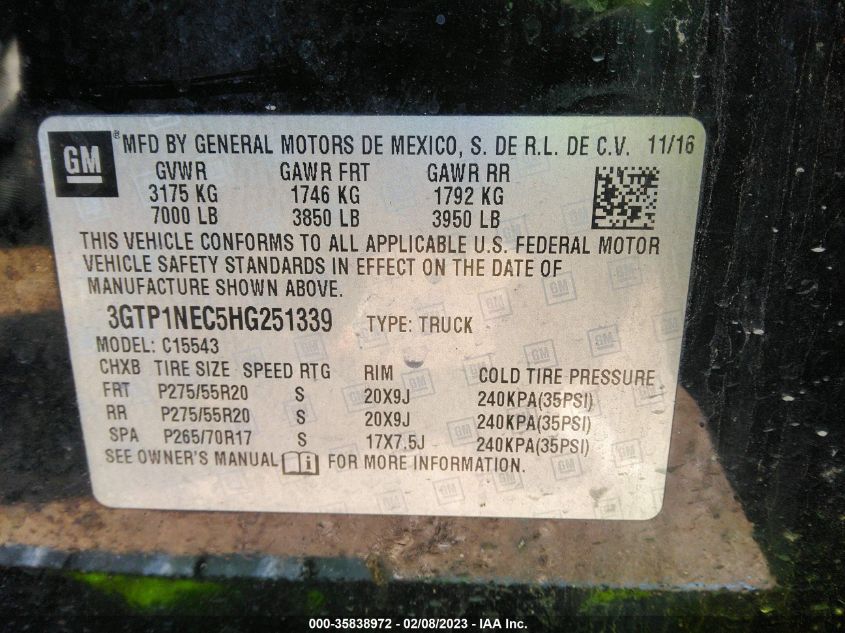 GM ® MFD BY GENERAL MOTORS DE MEXICO, S. DE R.L. DE C.V. 11/16
GVWR GAWR FRT GAWR RR
3175 KG 1746 KG 1792 KG
7000 LB 3850 LB 3950 LB
THIS VEHICLE CONFORMS TO ALL APPLICABLE U.S. FEDERAL MOTOR
VEHICLE SAFETY STANDARDS IN EFFECT ON THE DATE OF
MANUFACTURE SHOWN ABOVE.
3GTP1NEC5HG251339 TYPE: TRUCK
MODEL: C15543
CHXB TIRE SIZE SPEED RTG RIM COLD TIRE PRESSURE
FRT P275/55R20 S 20X9J 240KPA(35PSI)
RR P275/55R20 S 20X9J 240KPA(35PSI)
SPA P265/70R17 S 17X7.5J 240KPA(35PSI)
SEE OWNER'S MANUAL FOR MORE INFORMATION.
000-35838972 - 02/08/2023 - IAA Inc.